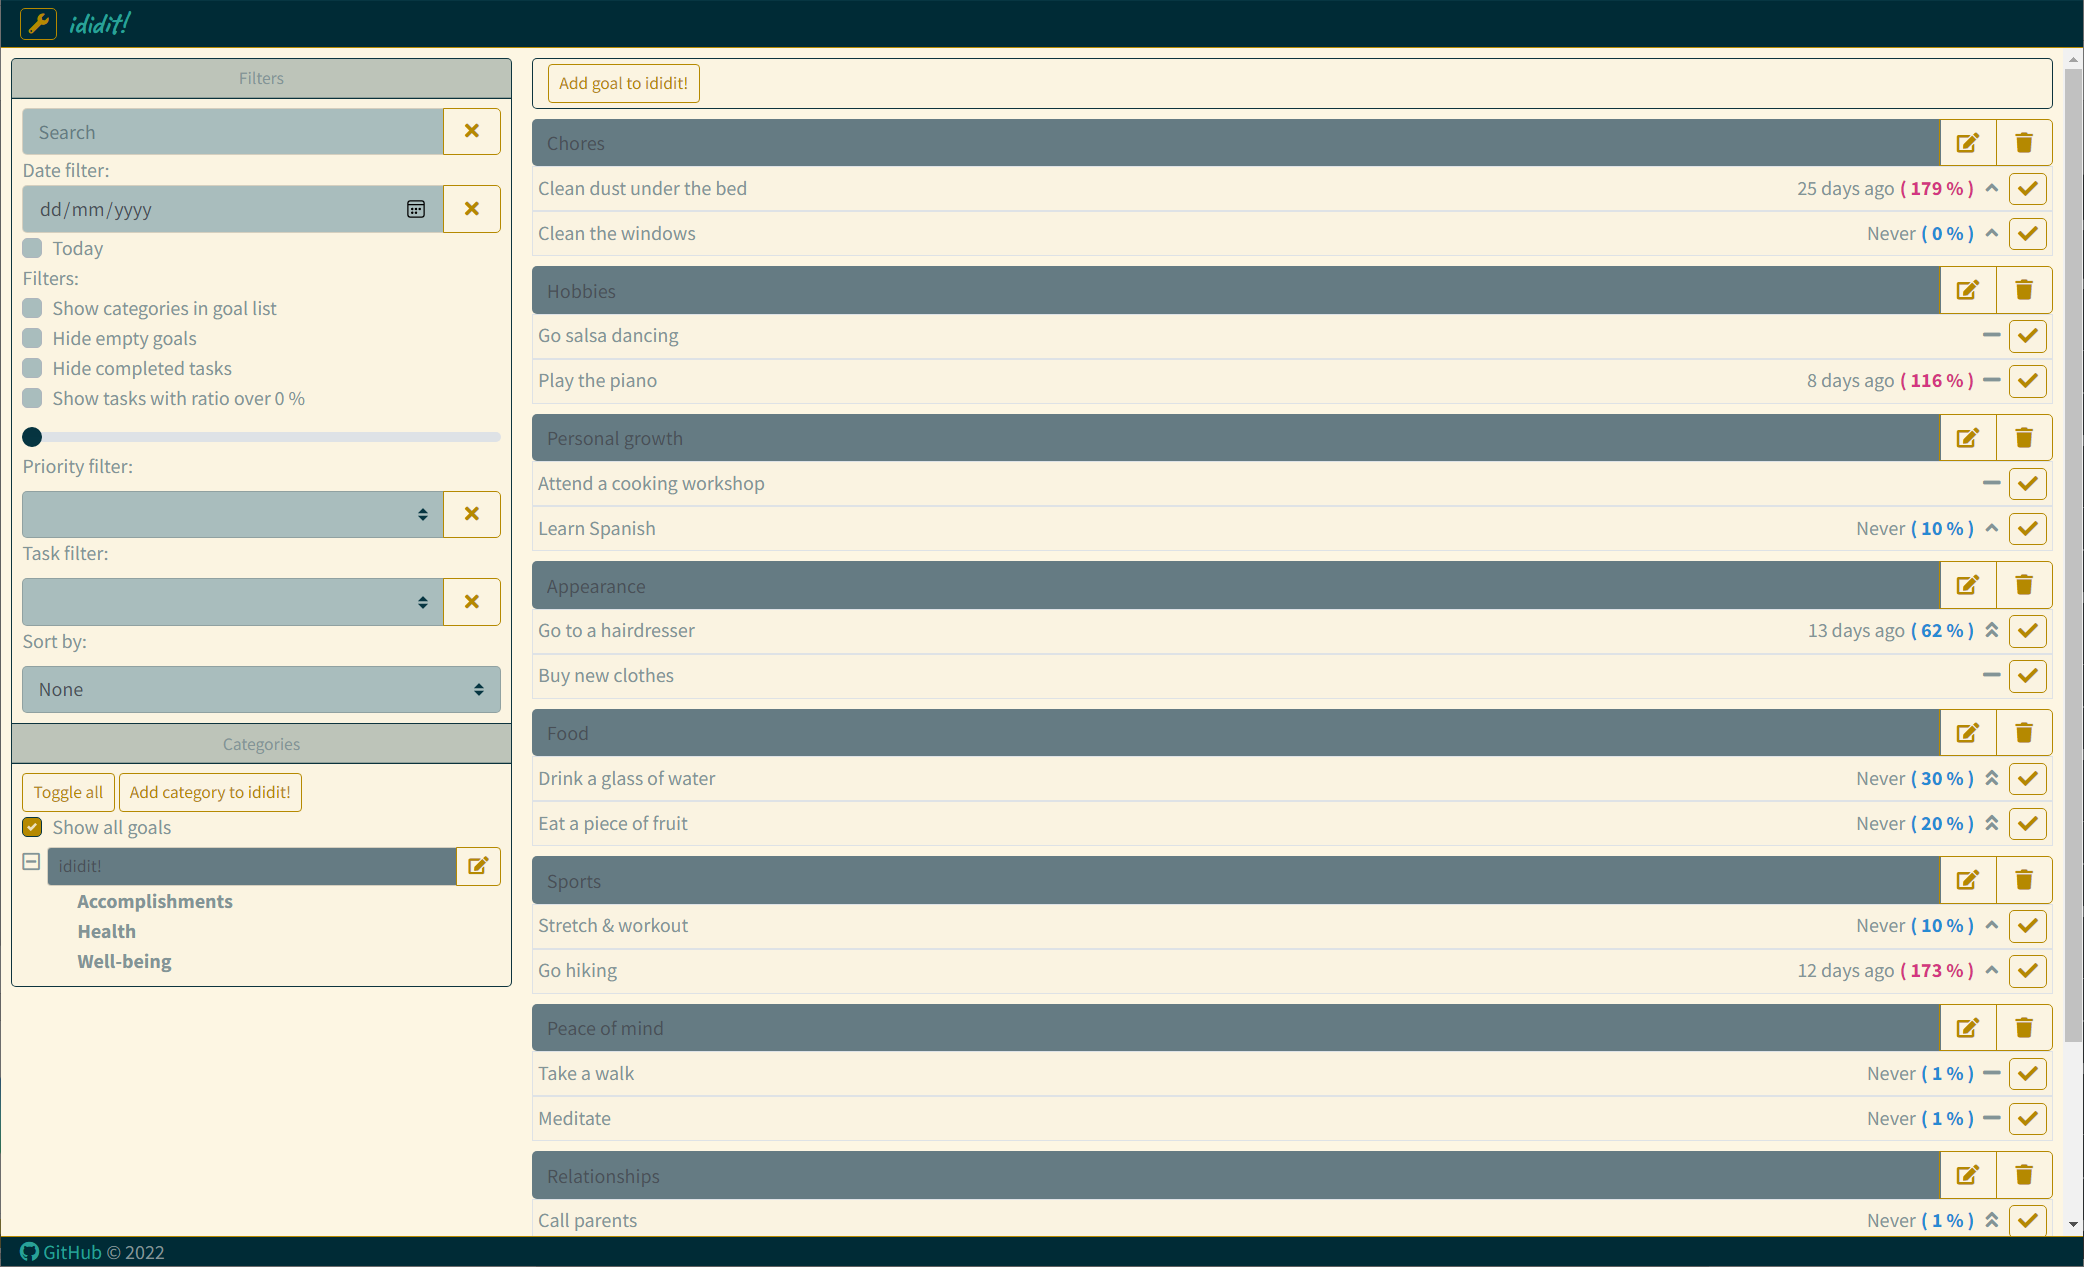 ididit!
Filters
Search
Date filter:
dd/mm/yyyy
Today
Filters:
Show categories in goal list
Hide empty goals
Hide completed tasks
Show tasks with ratio over 0 %
Priority filter:
Task filter:
Sort by:
None
Categories
Toggle all
Add category to ididit!
Show all goals
ididit!
Accomplishments
Health
Well-being
Add goal to ididit!
Chores
Clean dust under the bed 25 days ago ( 179 % )
Clean the windows Never ( 0 % )
Hobbies
Go salsa dancing
Play the piano 8 days ago ( 116 % )
Personal growth
Attend a cooking workshop
Learn Spanish Never ( 10 % )
Appearance
Go to a hairdresser 13 days ago ( 62 % )
Buy new clothes
Food
Drink a glass of water Never ( 30 % )
Eat a piece of fruit Never ( 20 % )
Sports
Stretch & workout Never ( 10 % )
Go hiking 12 days ago ( 173 % )
Peace of mind
Take a walk Never ( 1 % )
Meditate Never ( 1 % )
Relationships
Call parents Never ( 1 % )
GitHub © 2022